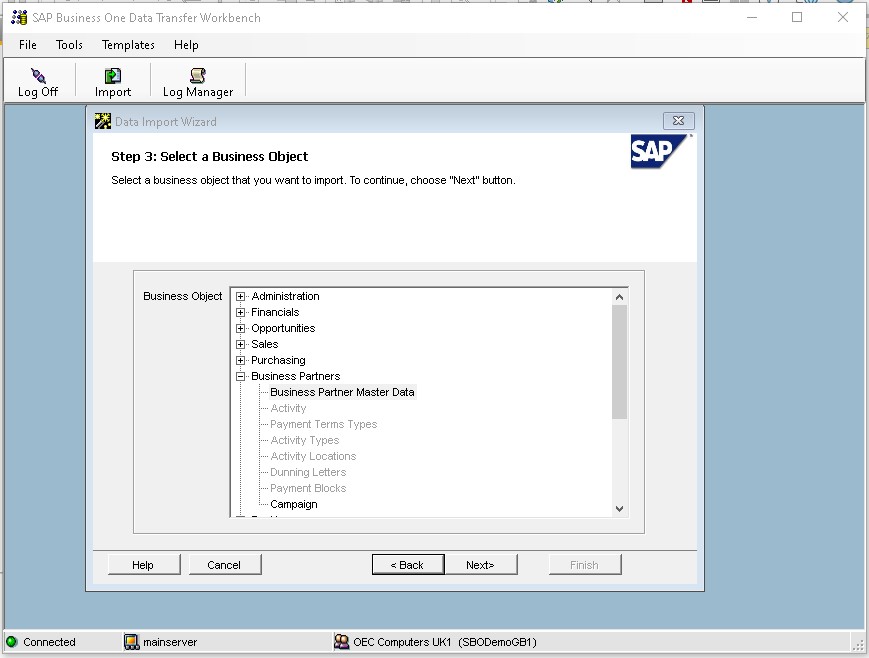 SAP Business One Data Transfer Workbench
File Tools Templates Help
Log Off Import Log Manager
Data Import Wizard
Step 3: Select a Business Object
SAP
Select a business object that you want to import. To continue, choose "Next" button.
Business Object
Administration
Financials
Opportunities
Sales
Purchasing
Business Partners
Business Partner Master Data
Activity
Payment Terms Types
Activity Types
Activity Locations
Dunning Letters
Payment Blocks
Campaign
Help Cancel < Back Next> Finish
Connected mainserver OEC Computers UK1 (SBODemoGB1)